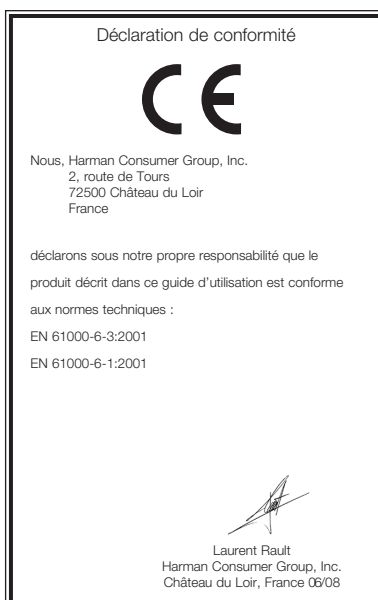 Déclaration de conformité
CE
Nous, Harman Consumer Group, Inc.
2, route de Tours
72500 Château du Loir
France
déclarons sous notre propre responsabilité que le
produit décrit dans ce guide d'utilisation est conforme
aux normes techniques :
EN 61000-6-3:2001
EN 61000-6-1:2001
Laurent Rault
Harman Consumer Group, Inc.
Château du Loir, France 06/08